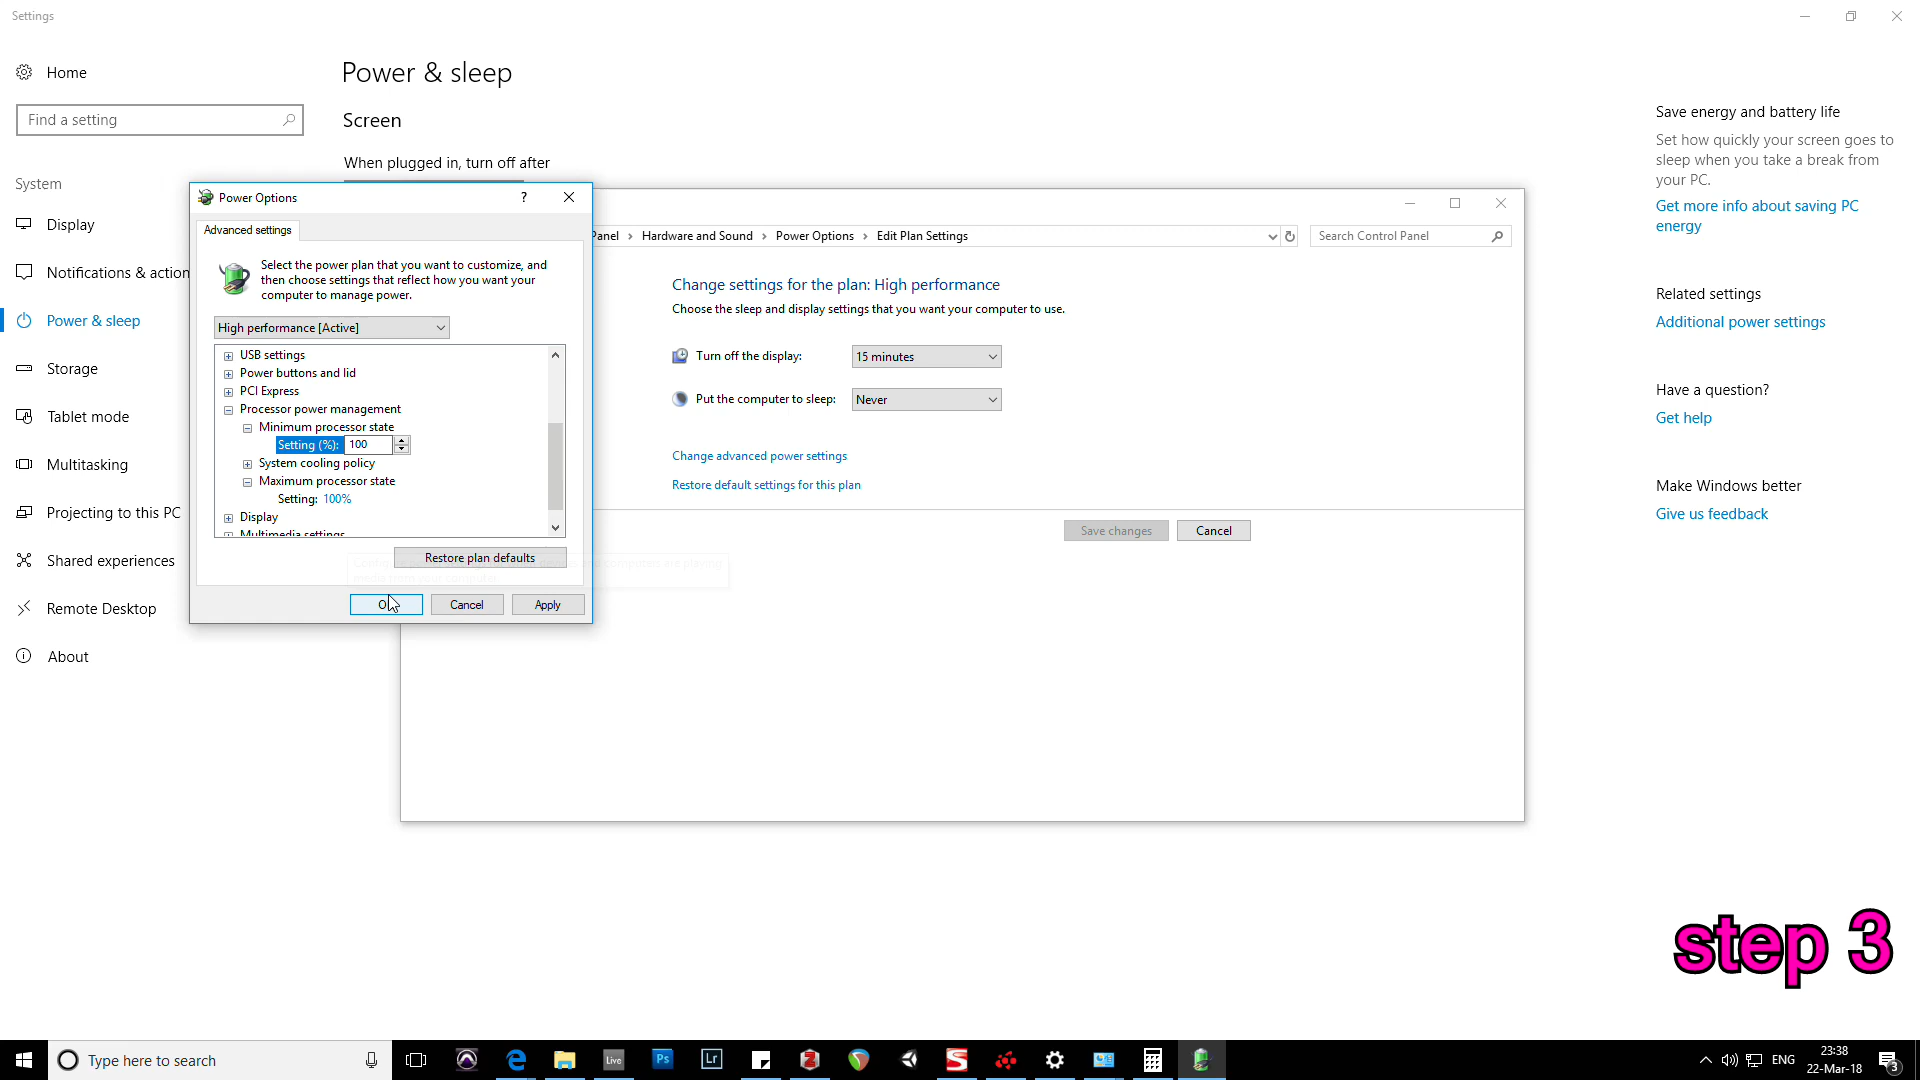 Settings
Home
Find a setting
System
Display
Notifications & action
Power & sleep
Storage
Tablet mode
Multitasking
Projecting to this PC
Shared experiences
Remote Desktop
About
Power & sleep
Screen
When plugged in, turn off after
Power Options
?
Advanced settings
Select the power plan that you want to customize, and
then choose settings that reflect how you want your
computer to manage power.
High performance [Active]
USB settings
Power buttons and lid
PCI Express
Processor power management
Minimum processor state
Setting (%): 100
System cooling policy
Maximum processor state
Setting: 100%
Display
Multimedia settings
Restore plan defaults
Cancel
Apply
Panel > Hardware and Sound > Power Options > Edit Plan Settings
Search Control Panel
Change settings for the plan: High performance
Choose the sleep and display settings that you want your computer to use.
Turn off the display: 15 minutes
Put the computer to sleep: Never
Change advanced power settings
Restore default settings for this plan
Save changes
Cancel
Save energy and battery life
Set how quickly your screen goes to
sleep when you take a break from
your PC.
Get more info about saving PC
energy
Related settings
Additional power settings
Have a question?
Get help
Make Windows better
Give us feedback
step 3
Type here to search
Live
Ps
Lr
ENG
23:38
22-Mar-18
3